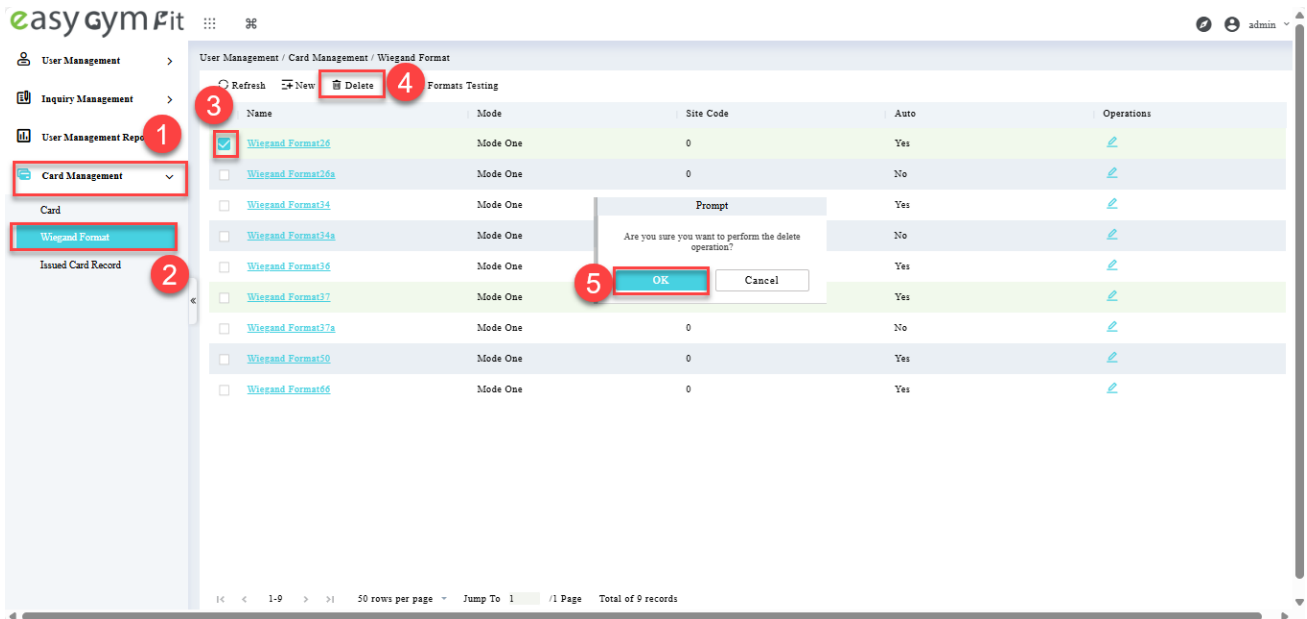 easy Gym Fit
admin
User Management
Inquiry Management
User Management Repo
1
Card Management
Card
Wiegand Format
Issued Card Record
2
User Management / Card Management / Wiegand Format
Refresh New Delete 4 Formats Testing
3
Name Mode Site Code Auto Operations
Wiegand Format26 Mode One 0 Yes
Wiegand Format26a Mode One 0 No
Wiegand Format34 Mode One Yes
Wiegand Format34a Mode One No
Wiegand Format36 Mode One Yes
Wiegand Format37 Mode One Yes
Wiegand Format37a Mode One 0 No
Wiegand Format50 Mode One 0 Yes
Wiegand Format66 Mode One 0 Yes
Prompt
Are you sure you want to perform the delete
operation?
5
OK Cancel
1-9 50 rows per page Jump To 1 /1 Page Total of 9 records